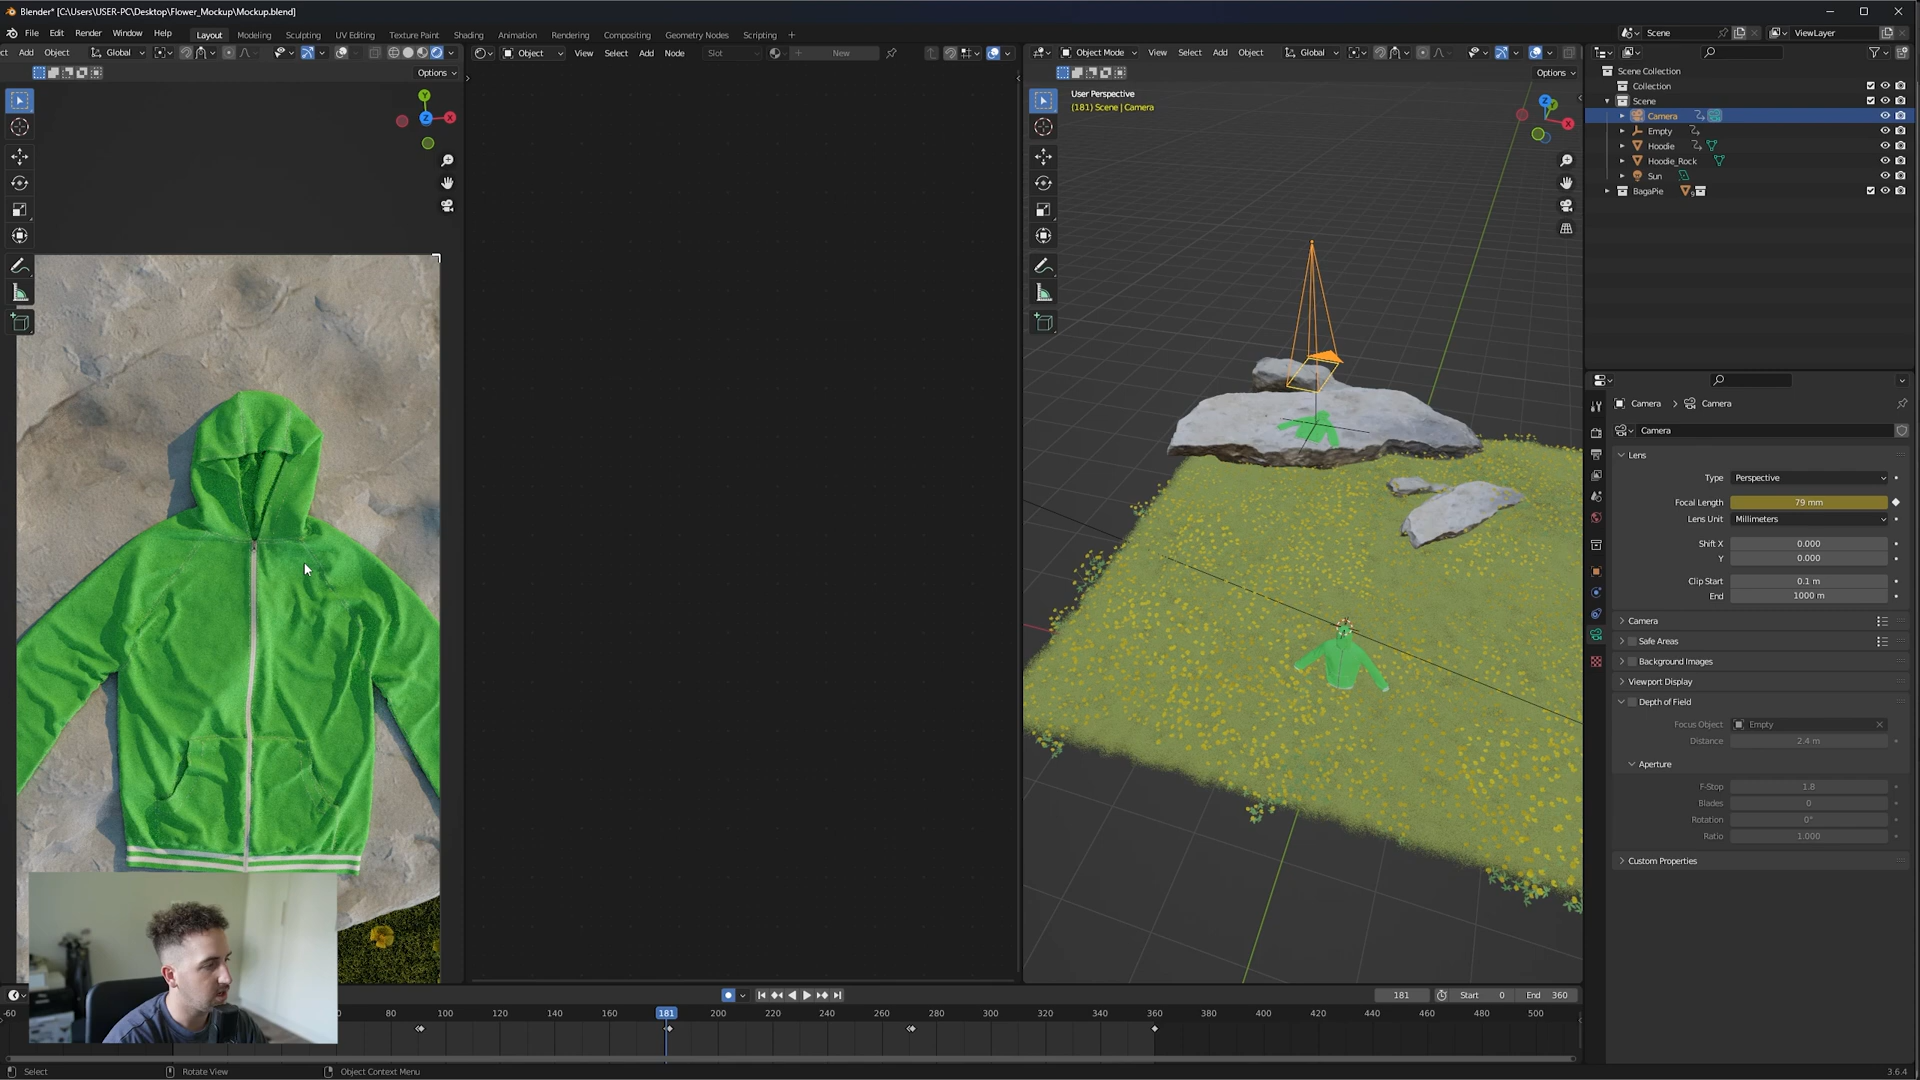 Blender* [C:\Users\USER-PC\Desktop\Flower_Mockup\Mockup.blend]
File Edit Render Window Help Layout Modeling Sculpting UV Editing Texture Paint Shading Animation Rendering Compositing Geometry Nodes Scripting + Scene ViewLayer
ct Add Object Global Object View Select Add Node Slot New Object Mode View Select Add Object Global
Options Options
User Perspective
(181) Scene | Camera
Y
X
Z
Z
X
Scene Collection
Collection
Scene
Camera
Empty
Hoodie
Hoodie_Rock
Sun
BagaPie
Camera > Camera
Camera
Lens
Type Perspective
Focal Length 79 mm
Lens Unit Millimeters
Shift X 0.000
Y 0.000
Clip Start 0.1 m
End 1000 m
Camera
Safe Areas
Background Images
Viewport Display
Depth of Field
Focus Object Empty
Distance 2.4 m
Aperture
F-Stop 1.8
Blades 0
Rotation 0°
Ratio 1.000
Custom Properties
181 Start 0 End 360
-60 80 100 120 140 160 181 200 220 240 260 280 300 320 340 360 380 400 420 440 460 480 500
Select Rotate View Object Context Menu 3.6.4